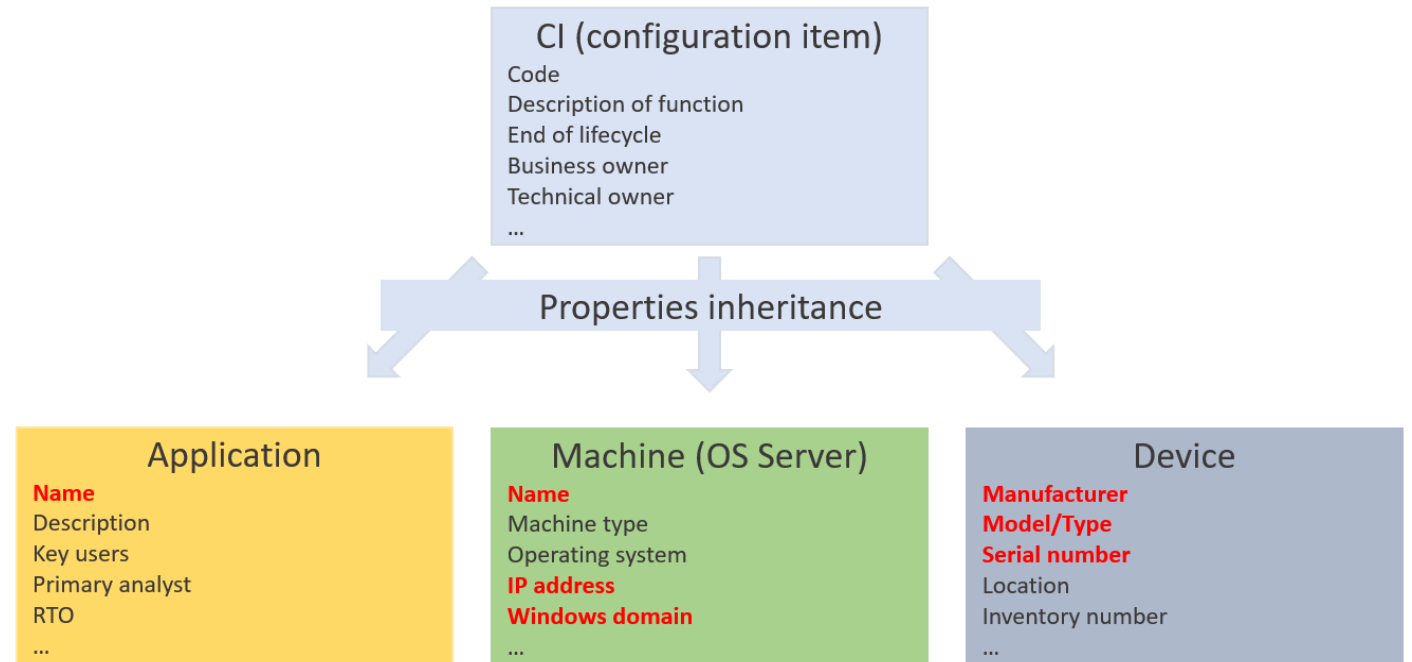 CI (configuration item)
Code
Description of function
End of lifecycle
Business owner
Technical owner
...
Properties inheritance
Application
Name
Description
Key users
Primary analyst
RTO
...
Machine (OS Server)
Name
Machine type
Operating system
IP address
Windows domain
...
Device
Manufacturer
Model/Type
Serial number
Location
Inventory number
...